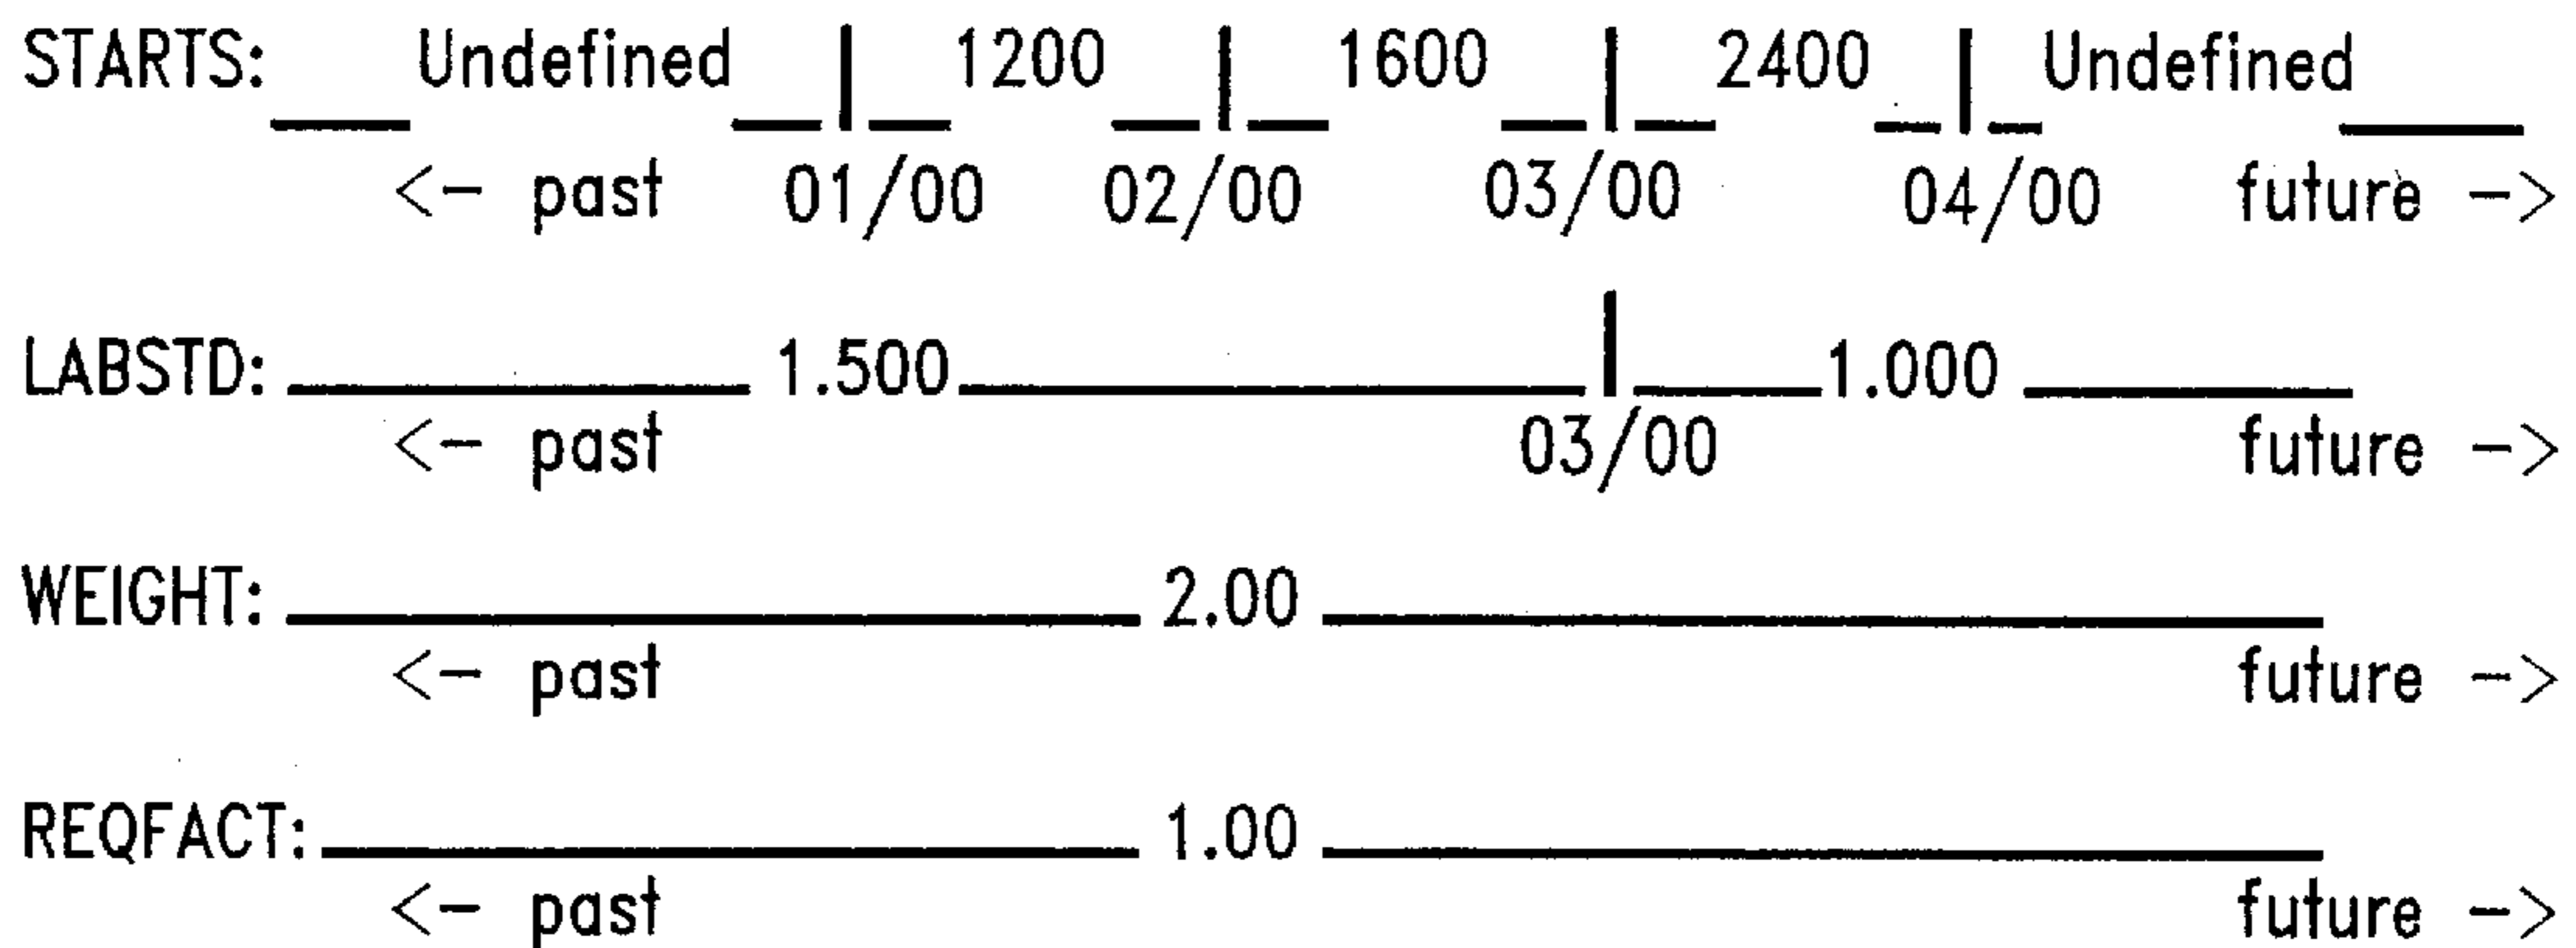 STARTS: Undefined 1200 1600 2400 Undefined
<- past 01/00 02/00 03/00 04/00 future ->
LABSTD: 1.500 1.000
<- past 03/00 future ->
WEIGHT: 2.00
<- past future ->
REQFACT: 1.00
<- past future ->